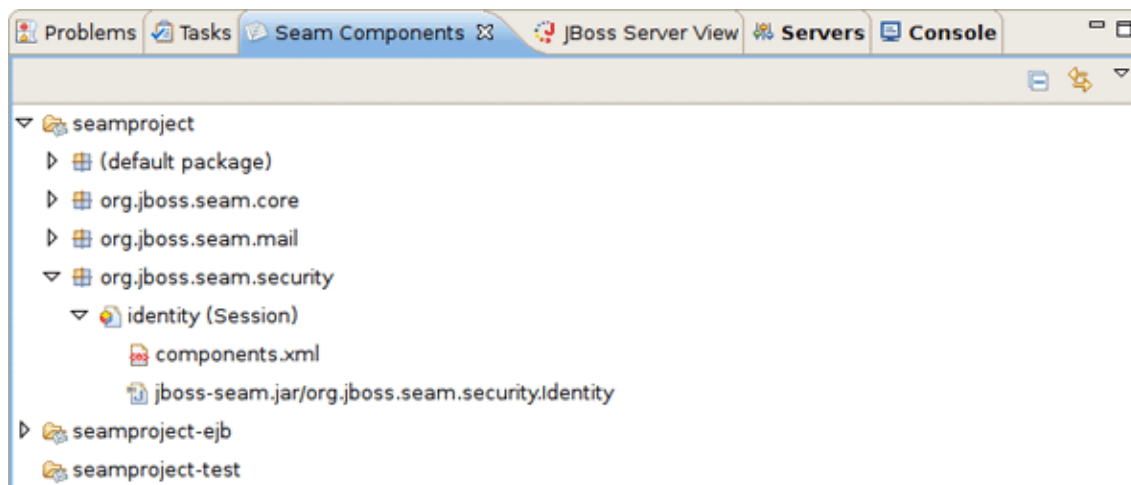 Problems Tasks Seam Components JBoss Server View Servers Console
seamproject
(default package)
org.jboss.seam.core
org.jboss.seam.mail
org.jboss.seam.security
identity (Session)
components.xml
jboss-seam.jar/org.jboss.seam.security.Identity
seamproject-ejb
seamproject-test